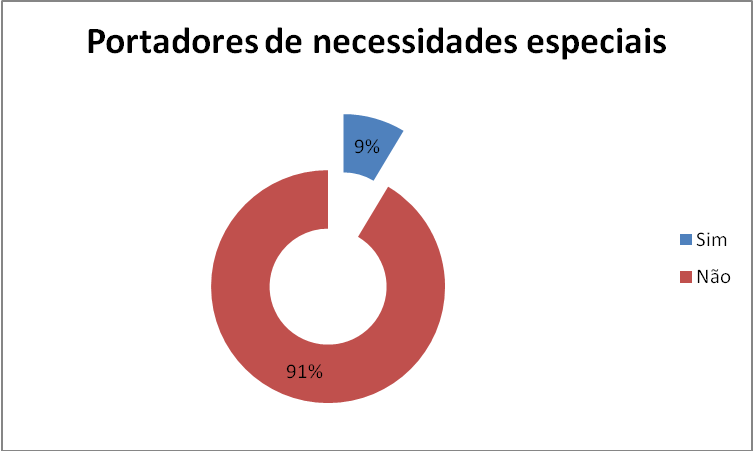 Portadores de necessidades especiais
9%
Sim
Não
91%